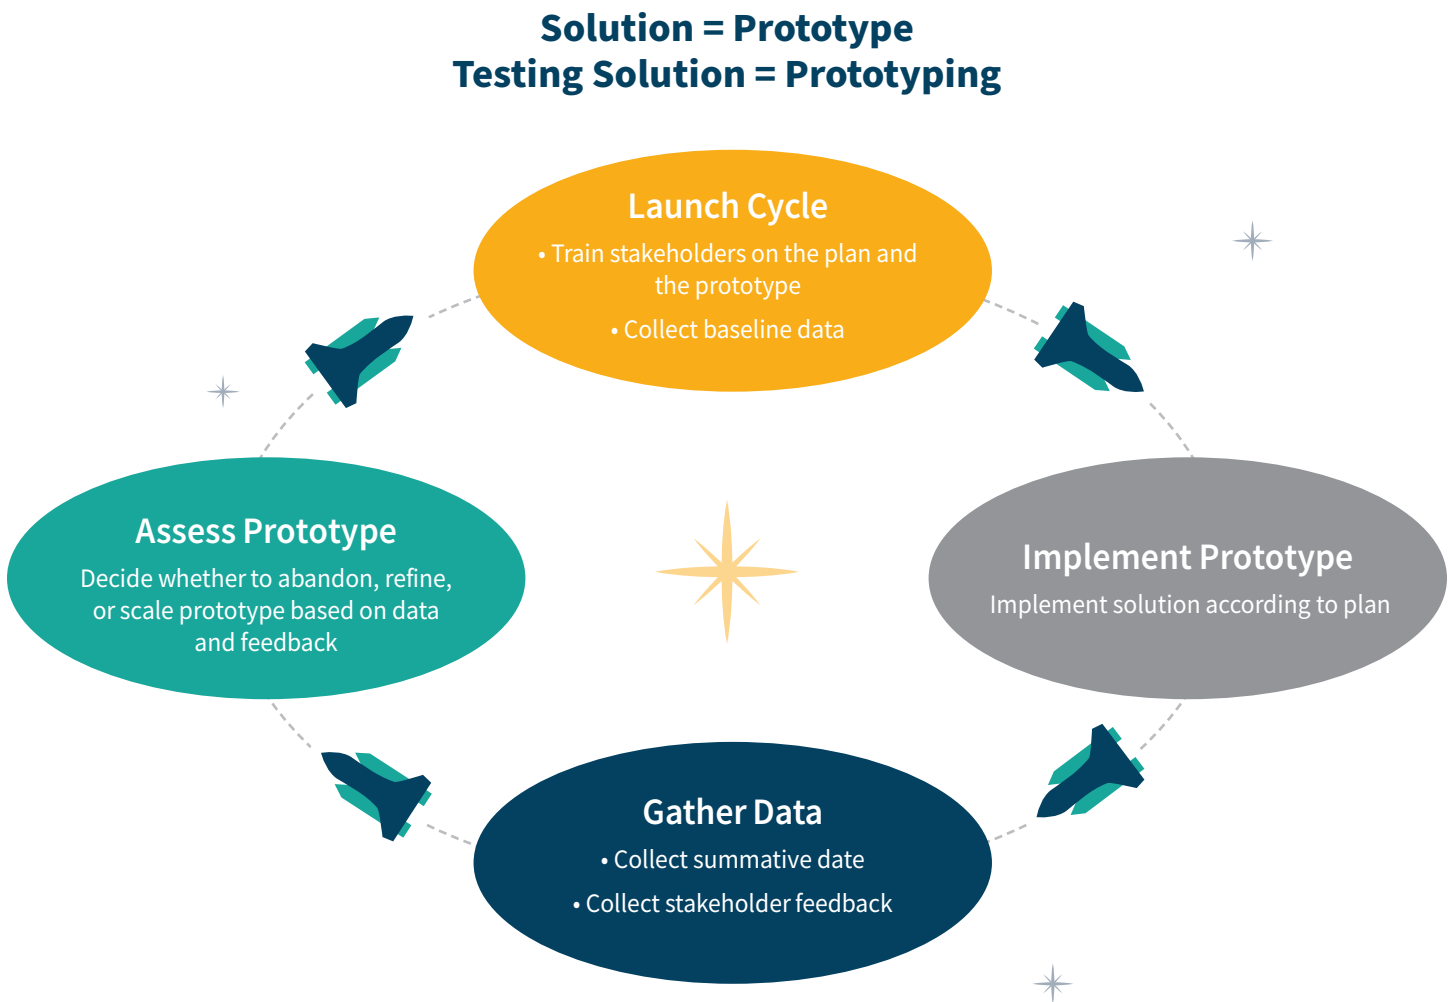 Solution = Prototype
Testing Solution = Prototyping
Launch Cycle
• Train stakeholders on the plan and
the prototype
• Collect baseline data
Implement Prototype
Implement solution according to plan
Gather Data
• Collect summative date
• Collect stakeholder feedback
Assess Prototype
Decide whether to abandon, refine,
or scale prototype based on data
and feedback